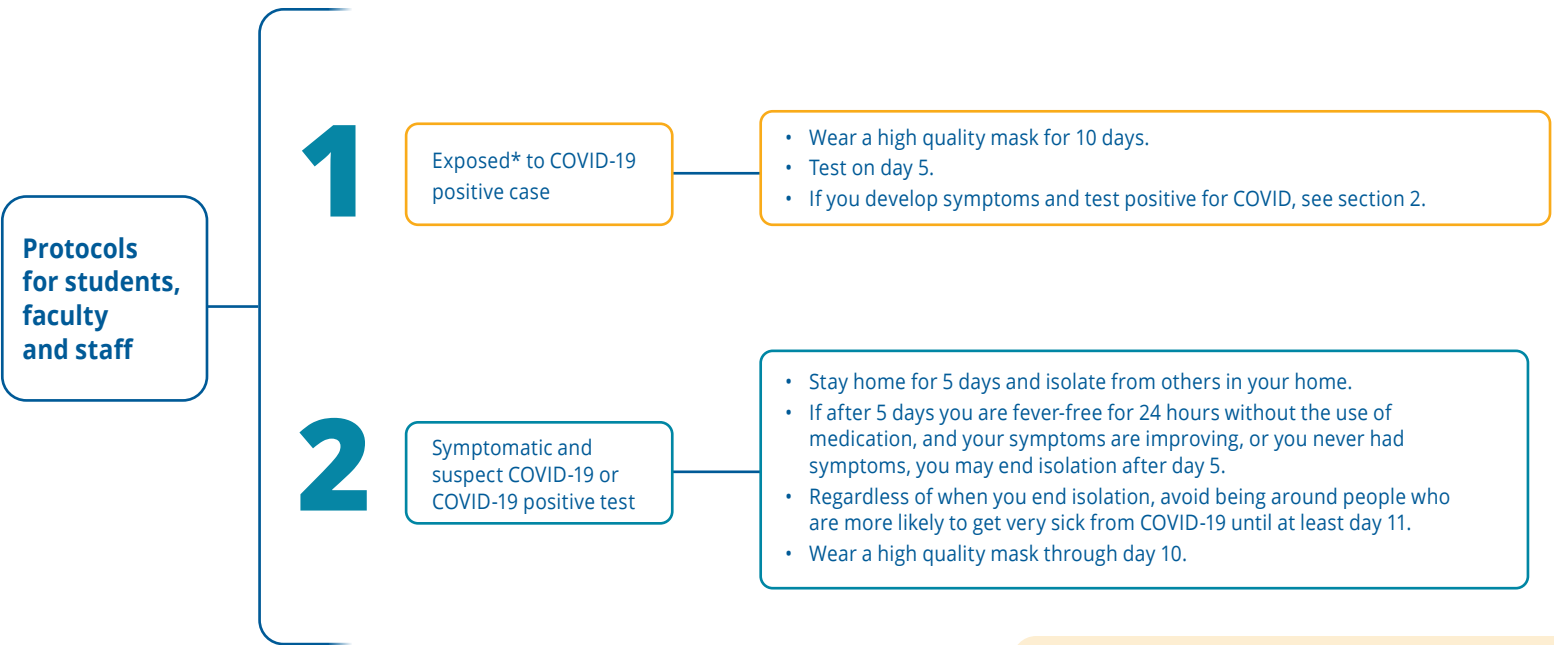 Protocols
for students,
faculty
and staff
1
Exposed* to COVID-19
positive case
• Wear a high quality mask for 10 days.
• Test on day 5.
• If you develop symptoms and test positive for COVID, see section 2.
2
Symptomatic and
suspect COVID-19 or
COVID-19 positive test
• Stay home for 5 days and isolate from others in your home.
• If after 5 days you are fever-free for 24 hours without the use of
medication, and your symptoms are improving, or you never had
symptoms, you may end isolation after day 5.
• Regardless of when you end isolation, avoid being around people who
are more likely to get very sick from COVID-19 until at least day 11.
• Wear a high quality mask through day 10.